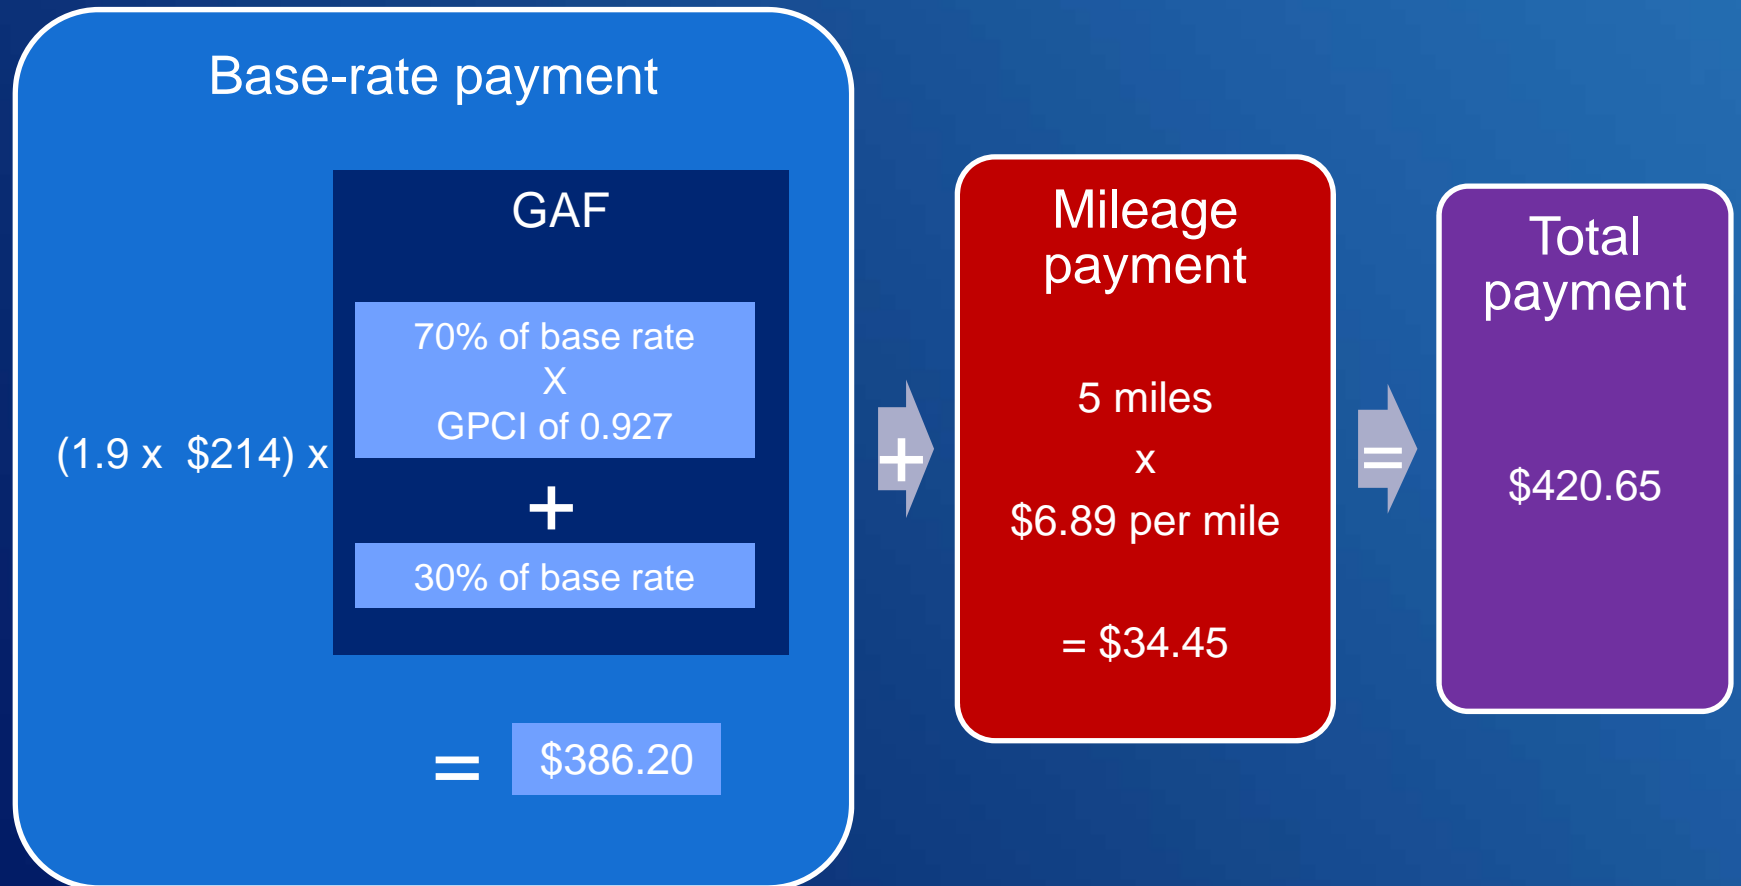 Base-rate payment
(1.9 x  $214) x
GAF
70% of base rate
X
GPCI of 0.927
+
30% of base rate
=
$386.20
+
Mileage
payment
5 miles
x
$6.89 per mile
= $34.45
=
Total
payment
$420.65